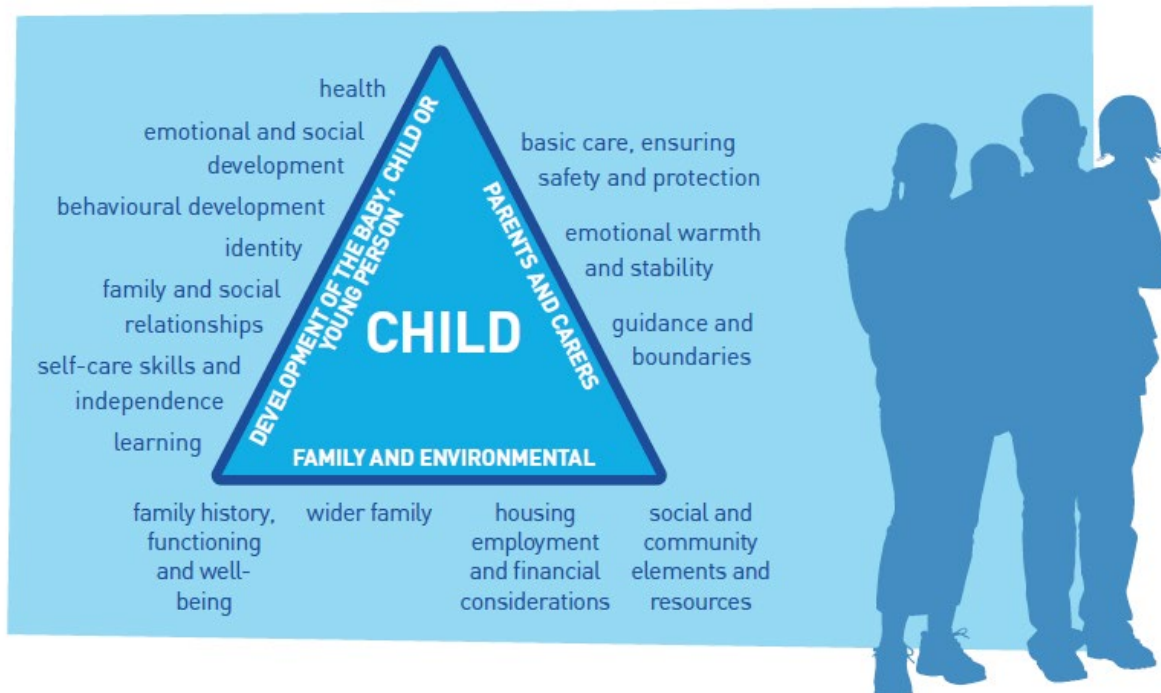 health
emotional and social
development
behavioural development
identity
family and social
relationships
self-care skills and
independence
learning
DEVELOPMENT OF THE BABY, CHILD OR
YOUNG PERSON
CHILD
PARENTS AND CARERS
basic care, ensuring
safety and protection
emotional warmth
and stability
guidance and
boundaries
FAMILY AND ENVIRONMENTAL
family history,
functioning
and well-
being
wider family
housing
employment
and financial
considerations
social and
community
elements and
resources